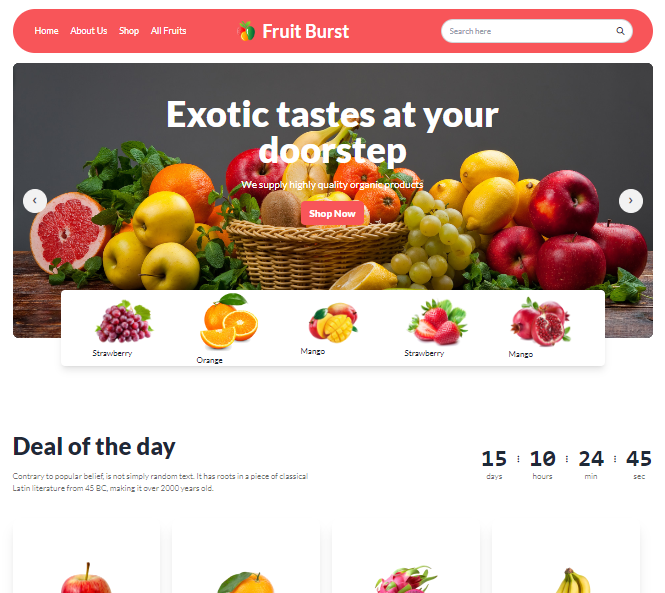 Home About Us Shop All Fruits
Fruit Burst
Search here
Exotic tastes at your
doorstep
We supply highly quality organic products
Shop Now
Strawberry
Orange
Mango
Strawberry
Mango
Deal of the day
Contrary to popular belief, is not simply random text. It has roots in a piece of classical
Latin literature from 45 BC, making it over 2000 years old.
15 : 10 : 24 : 45
days hours min sec